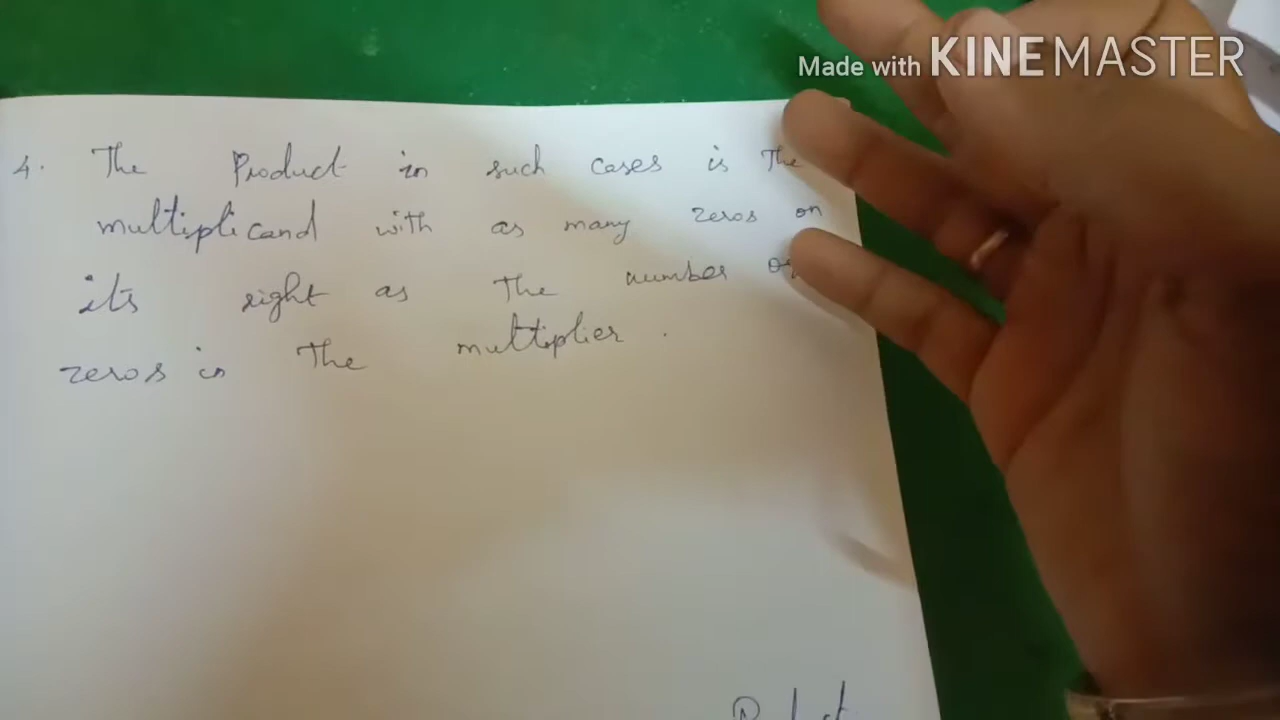 Made with KINEMASTER
4. The Product in such cases is The
multiplicand with as many zeros on
its right as The number of
zeros in The multiplier.